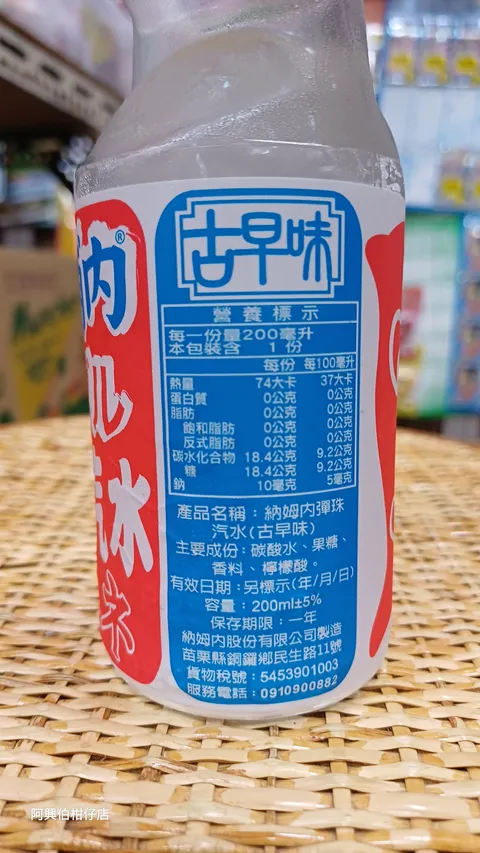 納®
古早味
營養標示
每一份量200毫升
本包裝含 1 份
每份 每100毫升
熱量 74大卡 37大卡
蛋白質 0公克 0公克
脂肪 0公克 0公克
飽和脂肪 0公克 0公克
反式脂肪 0公克 0公克
碳水化合物 18.4公克 9.2公克
糖 18.4公克 9.2公克
鈉 10毫克 5毫克
產品名稱：納姆內彈珠
汽水(古早味)
主要成份：碳酸水、果糖、
香料、檸檬酸。
有效日期：另標示(年/月/日)
容量：200ml±5%
保存期限：一年
納姆內股份有限公司製造
苗栗縣銅鑼鄉民生路11號
貨物稅號：5453901003
服務電話：0910900882
汽水
阿興伯柑仔店